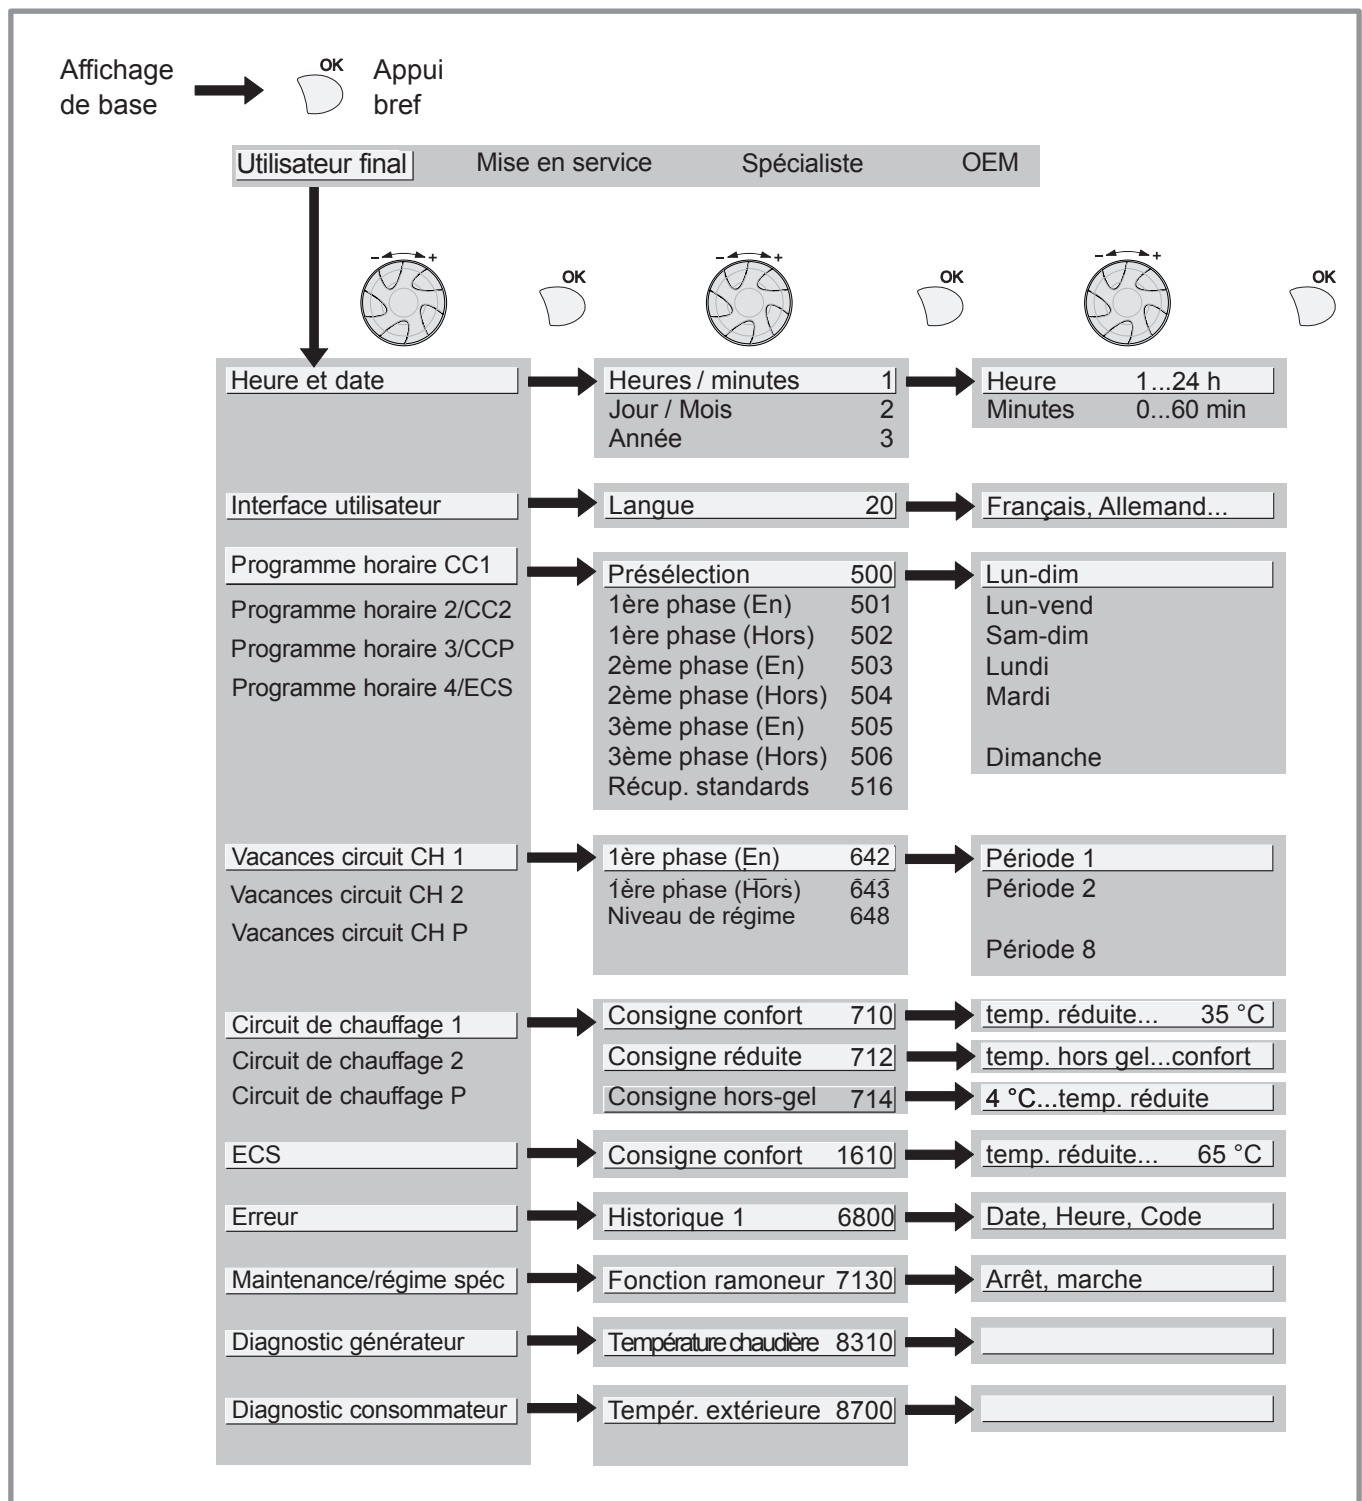 Affichage de base
OK
Appui bref
Utilisateur final Mise en service Spécialiste OEM
- + OK - + OK - + OK
Heure et date
Heures / minutes 1
Jour / Mois 2
Année 3
Heure 1...24 h
Minutes 0...60 min
Interface utilisateur
Langue 20
Français, Allemand...
Programme horaire CC1
Programme horaire 2/CC2
Programme horaire 3/CCP
Programme horaire 4/ECS
Présélection 500
1ère phase (En) 501
1ère phase (Hors) 502
2ème phase (En) 503
2ème phase (Hors) 504
3ème phase (En) 505
3ème phase (Hors) 506
Récup. standards 516
Lun-dim
Lun-vend
Sam-dim
Lundi
Mardi
Dimanche
Vacances circuit CH 1
Vacances circuit CH 2
Vacances circuit CH P
1ère phase (En) 642
1ère phase (Hors) 643
Niveau de régime 648
Période 1
Période 2
Période 8
Circuit de chauffage 1
Circuit de chauffage 2
Circuit de chauffage P
Consigne confort 710
Consigne réduite 712
Consigne hors-gel 714
temp. réduite... 35 °C
temp. hors gel...confort
4 °C...temp. réduite
ECS
Consigne confort 1610
temp. réduite... 65 °C
Erreur
Historique 1 6800
Date, Heure, Code
Maintenance/régime spéc
Fonction ramoneur 7130
Arrêt, marche
Diagnostic générateur
Température chaudière 8310
Diagnostic consommateur
Tempér. extérieure 8700